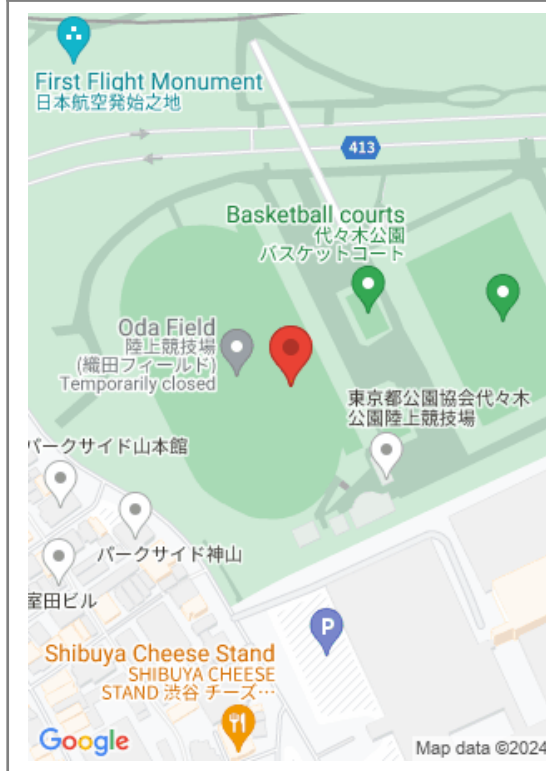 First Flight Monument
日本航空発始之地
413
Basketball courts
代々木公園
バスケットコート
Oda Field
陸上競技場
(織田フィールド)
Temporarily closed
東京都公園協会代々木
公園陸上競技場
パークサイド山本館
パークサイド神山
室田ビル
P
Shibuya Cheese Stand
SHIBUYA CHEESE
STAND 渋谷 チーズ…
Google
Map data ©2024